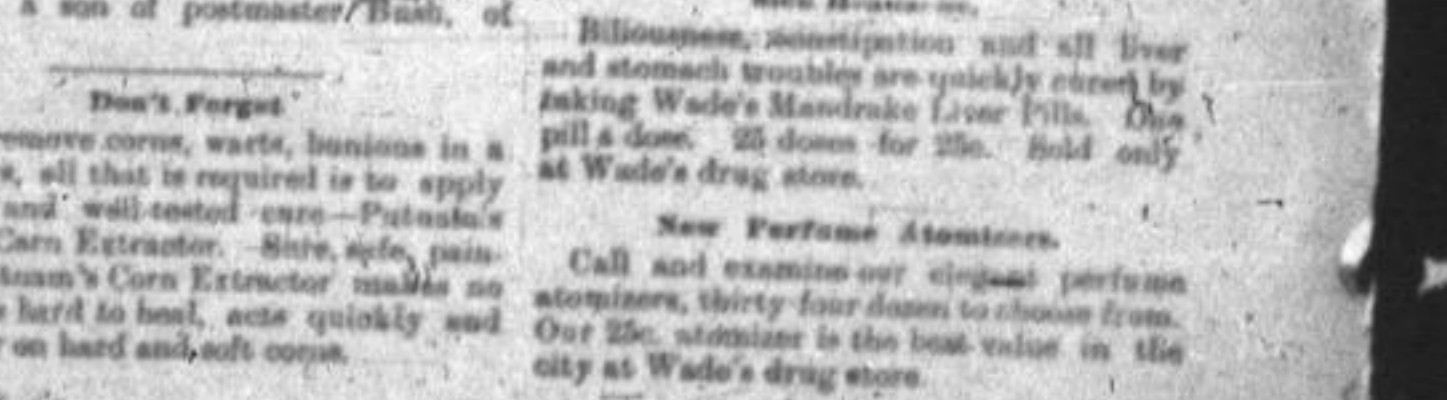 a son of postmaster Bush, of
Don't Forget
remove corns, warts, bunions in a
s, all that is required is to apply
and well-tested cure—Putnam's
Corn Extractor. Sure, safe, pain-
tnam's Corn Extractor makes no
hard to heal, acts quickly and
on hard and soft corns.
Biliousness, constipation and all liver
and stomach troubles are quickly cured by
taking Wade's Mandrake Liver Pills. One
pill a dose. 25 doses for 25c. Sold only
at Wade's drug store.
New Perfume Atomizers.
Call and examine our elegant perfume
atomizers, thirty-four dozen to choose from.
Our 25c. atomizer is the best value in the
city at Wade's drug store.